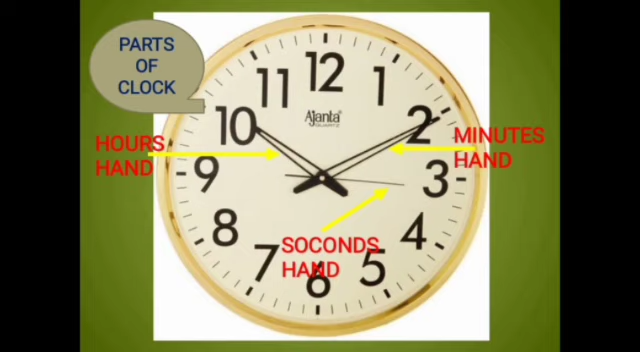 PARTS
OF
CLOCK
12
11
1
Ajanta
QUARTZ
10
2
HOURS
HAND
MINUTES
HAND
9
3
8
4
SOCONDS
HAND
7
5
6